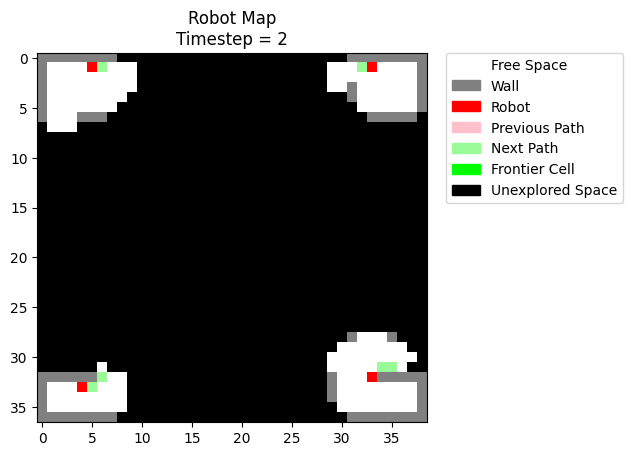 Robot Map
Timestep = 2
0
5
10
15
20
25
30
35
0
5
10
15
20
25
30
35
Free Space
Wall
Robot
Previous Path
Next Path
Frontier Cell
Unexplored Space